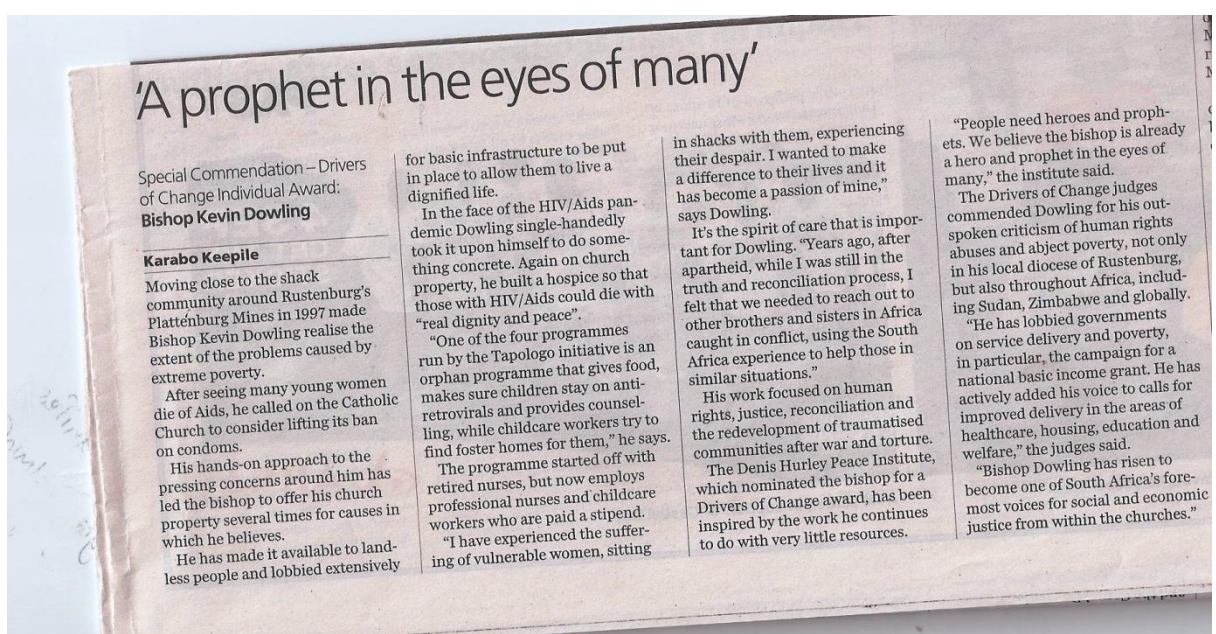 'A prophet in the eyes of many'
Special Commendation – Drivers
of Change Individual Award:
Bishop Kevin Dowling
Karabo Keepile
Moving close to the shack
community around Rustenburg's
Plattenburg Mines in 1997 made
Bishop Kevin Dowling realise the
extent of the problems caused by
extreme poverty.
After seeing many young women
die of Aids, he called on the Catholic
Church to consider lifting its ban
on condoms.
His hands-on approach to the
pressing concerns around him has
led the bishop to offer his church
property several times for causes in
which he believes.
He has made it available to land-
less people and lobbied extensively
for basic infrastructure to be put
in place to allow them to live a
dignified life.
In the face of the HIV/Aids pan-
demic Dowling single-handedly
took it upon himself to do some-
thing concrete. Again on church
property, he built a hospice so that
those with HIV/Aids could die with
"real dignity and peace".
"One of the four programmes
run by the Tapologo initiative is an
orphan programme that gives food,
makes sure children stay on anti-
retrovirals and provides counsel-
ling, while childcare workers try to
find foster homes for them," he says.
The programme started off with
retired nurses, but now employs
professional nurses and childcare
workers who are paid a stipend.
"I have experienced the suffer-
ing of vulnerable women, sitting
in shacks with them, experiencing
their despair. I wanted to make
a difference to their lives and it
has become a passion of mine,"
says Dowling.
It's the spirit of care that is impor-
tant for Dowling. "Years ago, after
apartheid, while I was still in the
truth and reconciliation process, I
felt that we needed to reach out to
other brothers and sisters in Africa
caught in conflict, using the South
Africa experience to help those in
similar situations."
His work focused on human
rights, justice, reconciliation and
the redevelopment of traumatised
communities after war and torture.
The Denis Hurley Peace Institute,
which nominated the bishop for a
Drivers of Change award, has been
inspired by the work he continues
to do with very little resources.
"People need heroes and proph-
ets. We believe the bishop is already
a hero and prophet in the eyes of
many," the institute said.
The Drivers of Change judges
commended Dowling for his out-
spoken criticism of human rights
abuses and abject poverty, not only
in his local diocese of Rustenburg,
but also throughout Africa, includ-
ing Sudan, Zimbabwe and globally.
"He has lobbied governments
on service delivery and poverty,
in particular, the campaign for a
national basic income grant. He has
actively added his voice to calls for
improved delivery in the areas of
healthcare, housing, education and
welfare," the judges said.
"Bishop Dowling has risen to
become one of South Africa's fore-
most voices for social and economic
justice from within the churches."